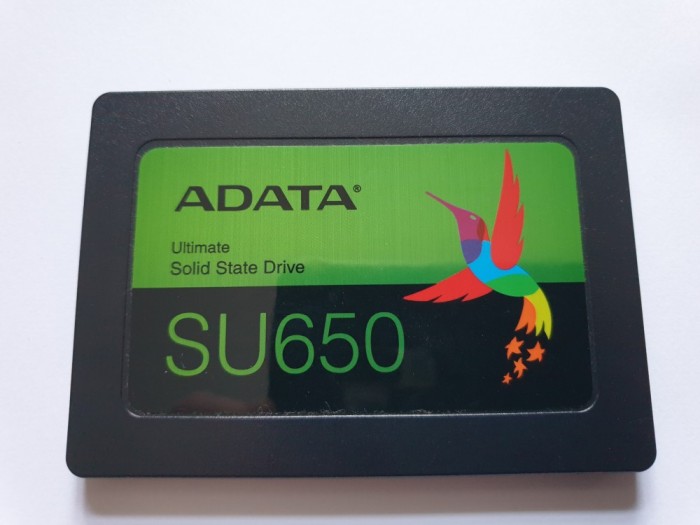 ADATA®
Ultimate
Solid State Drive
SU650